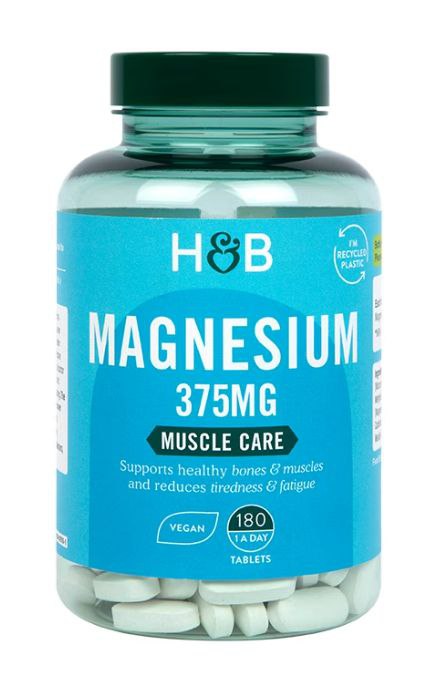 H&B
I'M
RECYCLED
PLASTIC
MAGNESIUM
375MG
MUSCLE CARE
Supports healthy bones & muscles
and reduces tiredness & fatigue
VEGAN
180
1 A DAY
TABLETS